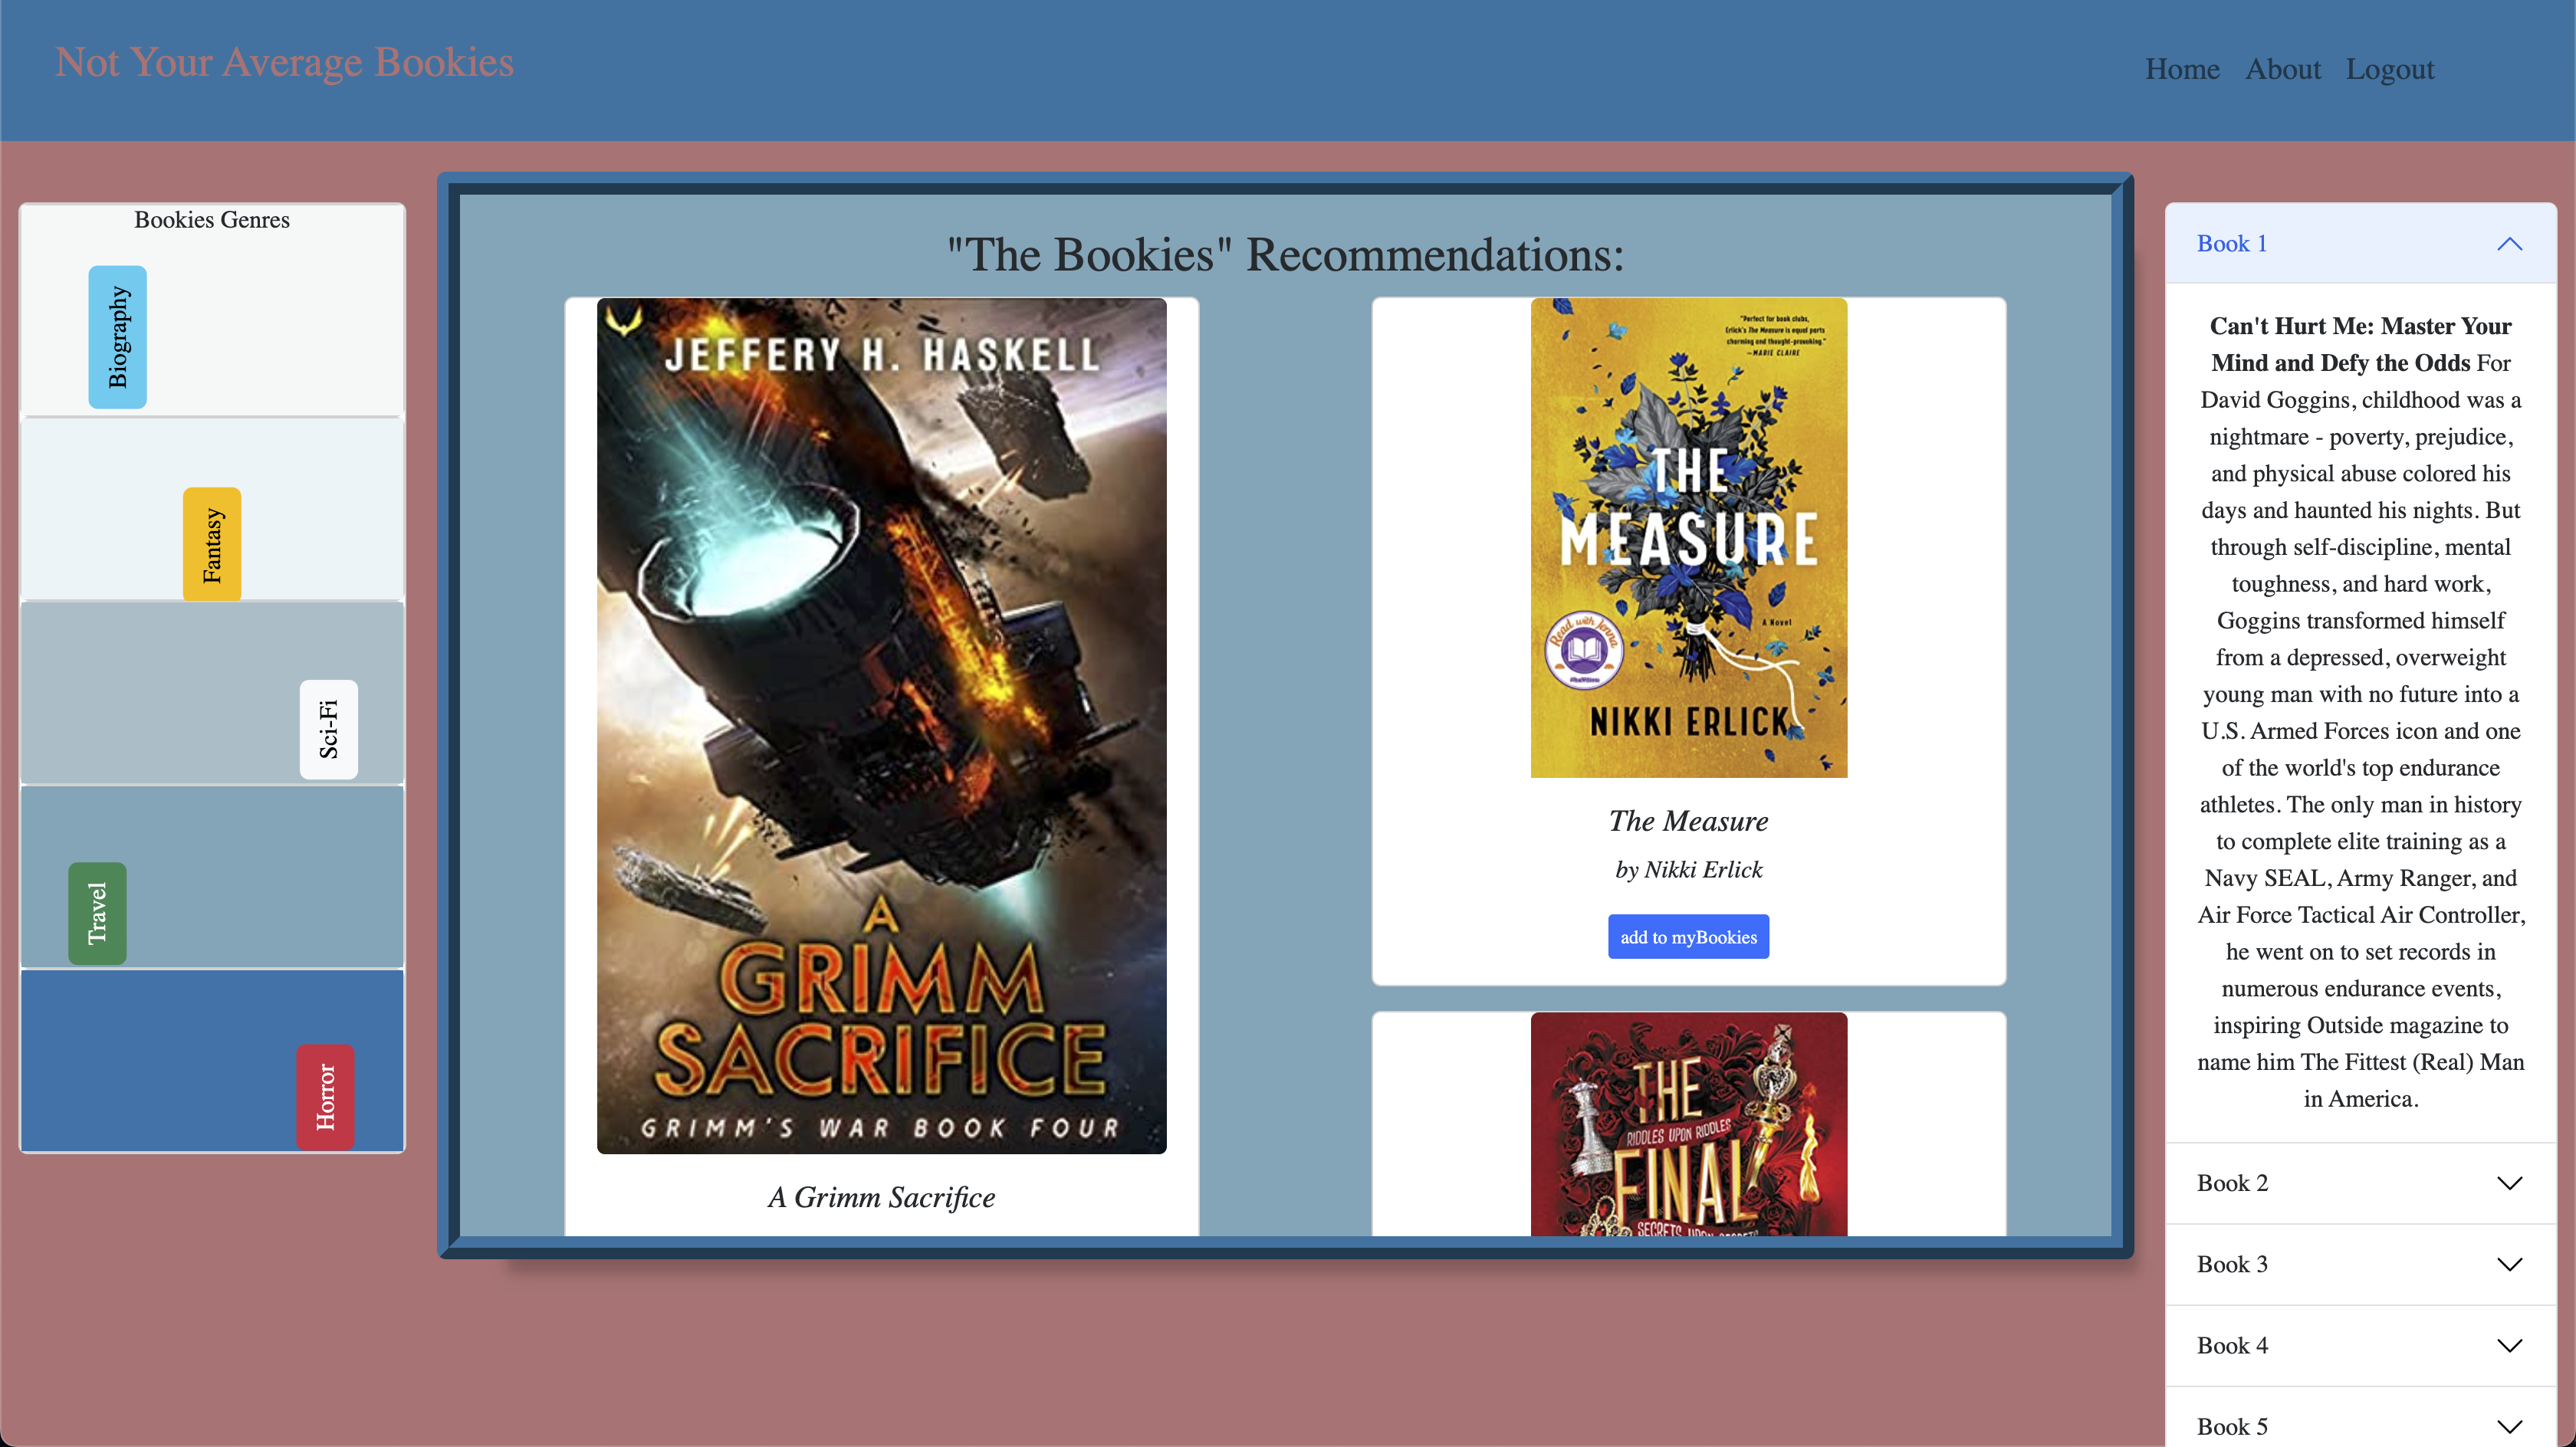 Not Your Average Bookies
Home About Logout
Bookies Genres
Biography
Fantasy
Sci-Fi
Travel
Horror
"The Bookies" Recommendations:
JEFFERY H. HASKELL
A
GRIMM
SACRIFICE
GRIMM'S WAR BOOK FOUR
A Grimm Sacrifice
"Perfect for book clubs,
Erlick's The Measure is equal parts
charming and thought-provoking."
—MARIE CLAIRE
THE
MEASURE
A Novel
Read with Jenna
NIKKI ERLICK
The Measure
by Nikki Erlick
add to myBookies
THE
RIDDLES UPON RIDDLES
FINAL
SECRETS UPON SECRETS
Book 1
Can't Hurt Me: Master Your
Mind and Defy the Odds For
David Goggins, childhood was a
nightmare - poverty, prejudice,
and physical abuse colored his
days and haunted his nights. But
through self-discipline, mental
toughness, and hard work,
Goggins transformed himself
from a depressed, overweight
young man with no future into a
U.S. Armed Forces icon and one
of the world's top endurance
athletes. The only man in history
to complete elite training as a
Navy SEAL, Army Ranger, and
Air Force Tactical Air Controller,
he went on to set records in
numerous endurance events,
inspiring Outside magazine to
name him The Fittest (Real) Man
in America.
Book 2
Book 3
Book 4
Book 5